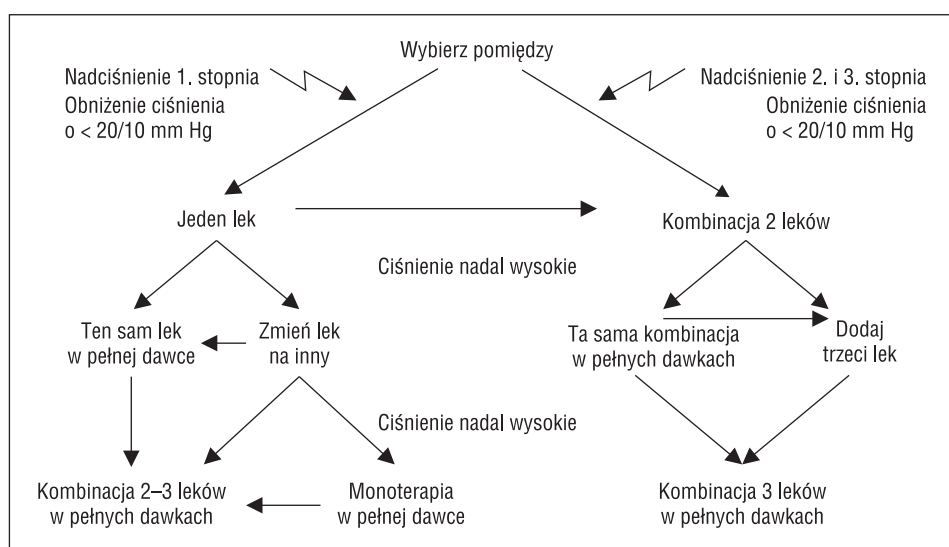 Wybierz pomiędzy
Nadciśnienie 1. stopnia
Obniżenie ciśnienia
o < 20/10 mm Hg
Nadciśnienie 2. i 3. stopnia
Obniżenie ciśnienia
o < 20/10 mm Hg
Jeden lek
Kombinacja 2 leków
Ciśnienie nadal wysokie
Ten sam lek
w pełnej dawce
Zmień lek
na inny
Ta sama kombinacja
w pełnych dawkach
Dodaj
trzeci lek
Ciśnienie nadal wysokie
Kombinacja 2–3 leków
w pełnych dawkach
Monoterapia
w pełnej dawce
Kombinacja 3 leków
w pełnych dawkach